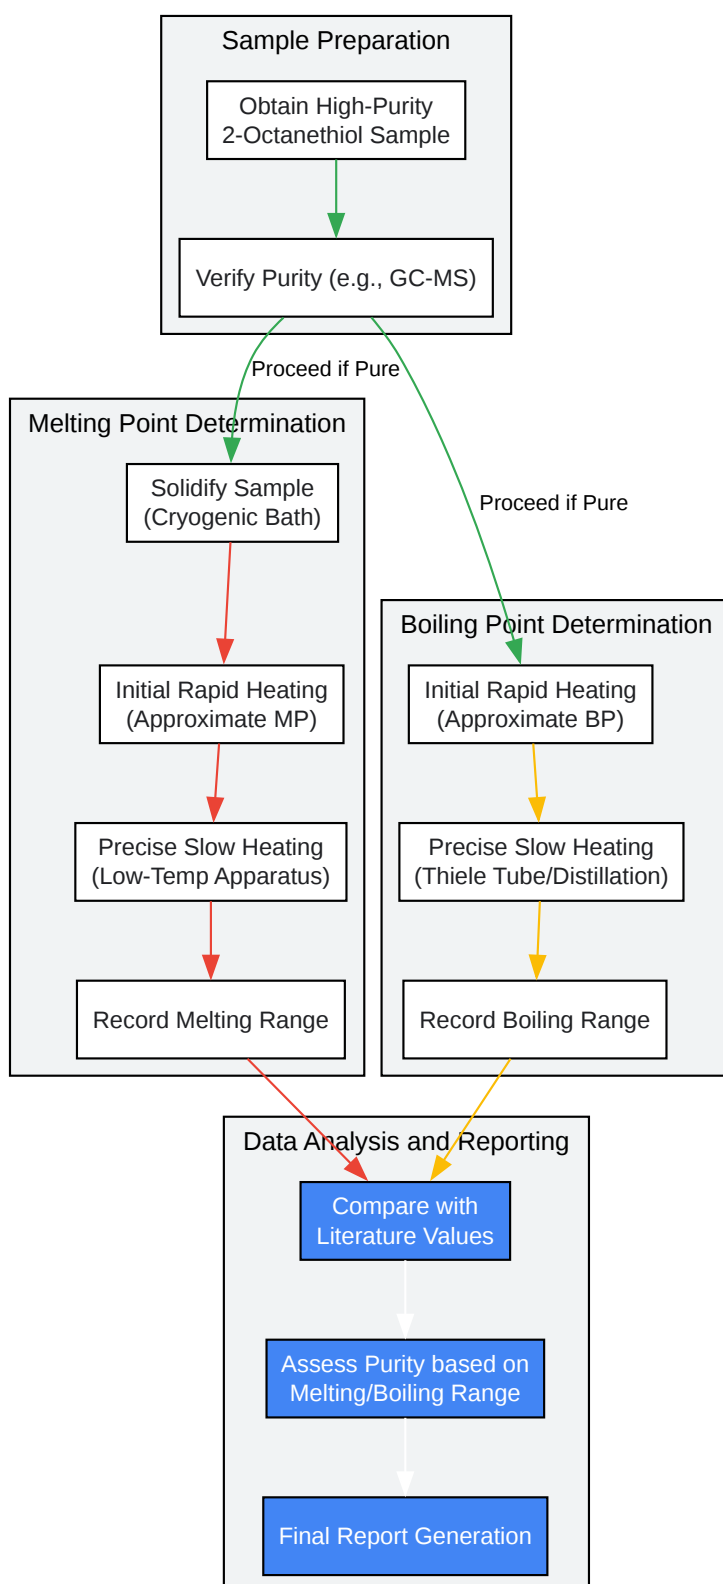 Sample Preparation
Obtain High-Purity
2-Octanethiol Sample
Verify Purity (e.g., GC-MS)
Proceed if Pure
Proceed if Pure
Melting Point Determination
Solidify Sample
(Cryogenic Bath)
Initial Rapid Heating
(Approximate MP)
Precise Slow Heating
(Low-Temp Apparatus)
Record Melting Range
Boiling Point Determination
Initial Rapid Heating
(Approximate BP)
Precise Slow Heating
(Thiele Tube/Distillation)
Record Boiling Range
Data Analysis and Reporting
Compare with
Literature Values
Assess Purity based on
Melting/Boiling Range
Final Report Generation